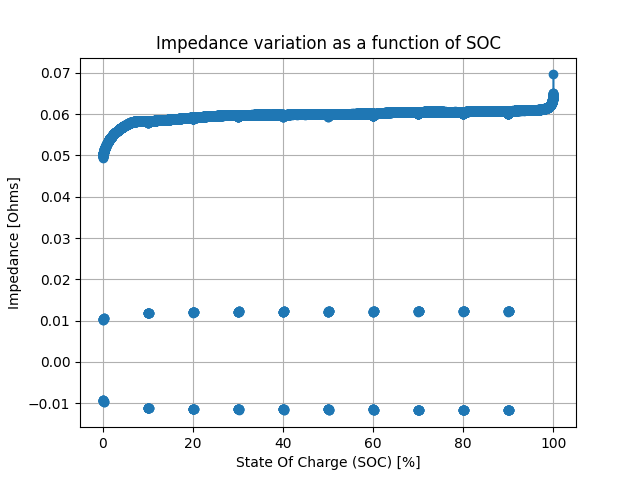 Impedance variation as a function of SOC
0.07
0.06
0.05
0.04
0.03
0.02
0.01
0.00
−0.01
Impedance [Ohms]
0 20 40 60 80 100
State Of Charge (SOC) [%]